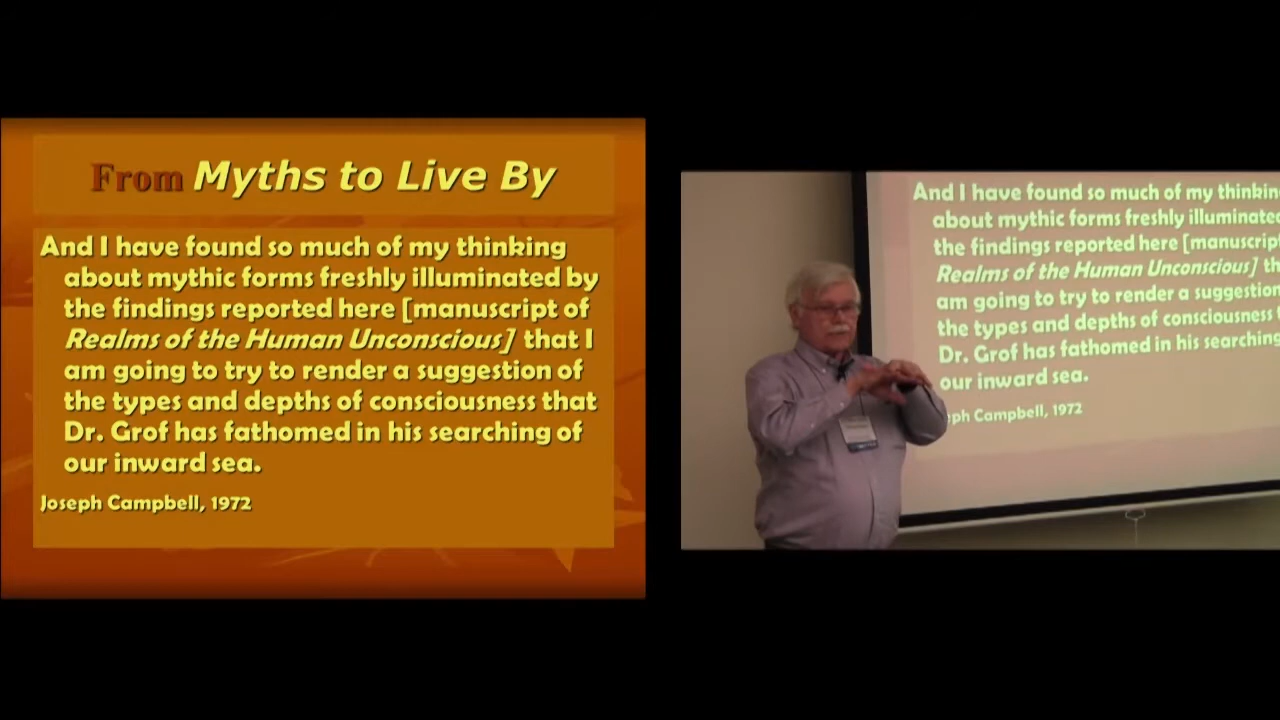 From Myths to Live By
And I have found so much of my thinking
about mythic forms freshly illuminated by
the findings reported here [manuscript of
Realms of the Human Unconscious] that I
am going to try to render a suggestion of
the types and depths of consciousness that
Dr. Grof has fathomed in his searching of
our inward sea.
Joseph Campbell, 1972
And I have found so much of my
about mythic forms freshly
the findings reported here
Realms of the Human Unconscious]
am going to try to render a suggestion
the types and depths of consciousness
Dr. Grof has fathomed in his searching
our inward sea.
Campbell, 1972